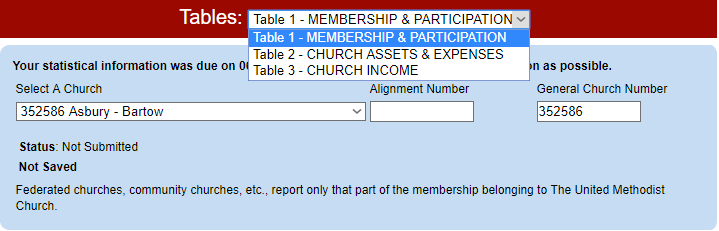 Tables: Table 1 - MEMBERSHIP & PARTICIPATION
Table 1 - MEMBERSHIP & PARTICIPATION
Table 2 - CHURCH ASSETS & EXPENSES
Table 3 - CHURCH INCOME
Your statistical information was due on on as possible.
Select A Church Alignment Number General Church Number
352586 Asbury - Bartow 352586
Status: Not Submitted
Not Saved
Federated churches, community churches, etc., report only that part of the membership belonging to The United Methodist
Church.